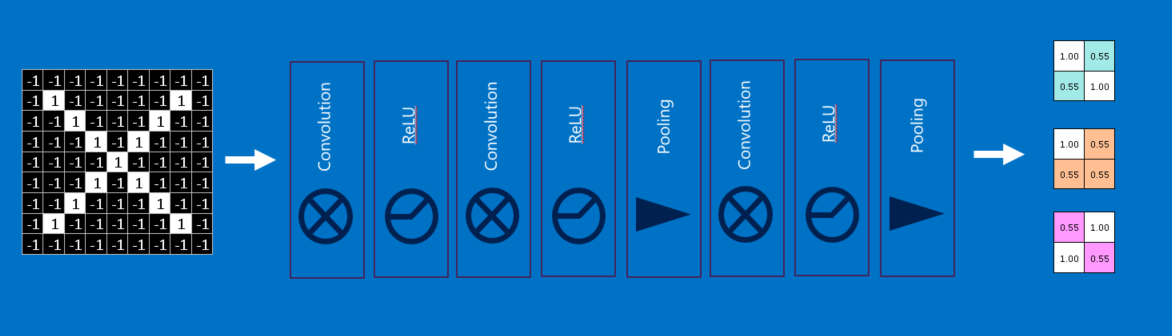 -1 -1 -1 -1 -1 -1 -1 -1 -1
-1 1 -1 -1 -1 -1 -1 1 -1
-1 -1 1 -1 -1 -1 1 -1 -1
-1 -1 -1 1 -1 1 -1 -1 -1
-1 -1 -1 -1 1 -1 -1 -1 -1
-1 -1 -1 1 -1 1 -1 -1 -1
-1 -1 1 -1 -1 -1 1 -1 -1
-1 1 -1 -1 -1 -1 -1 1 -1
-1 -1 -1 -1 -1 -1 -1 -1 -1
Convolution
ReLU
Convolution
ReLU
Pooling
Convolution
ReLU
Pooling
1.00 0.55
0.55 1.00
1.00 0.55
0.55 0.55
0.55 1.00
1.00 0.55